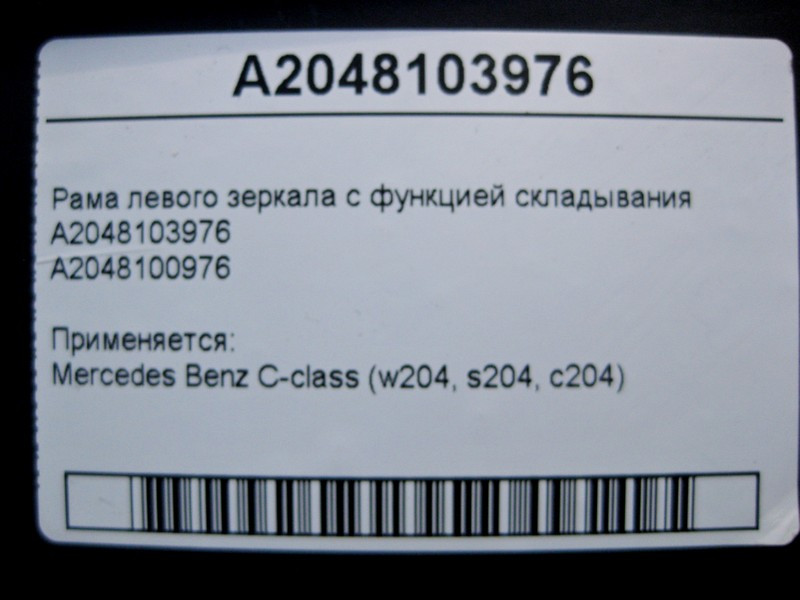 A2048103976
Рама левого зеркала с функцией складывания
A2048103976
A2048100976
Применяется:
Mercedes Benz C-class (w204, s204, c204)